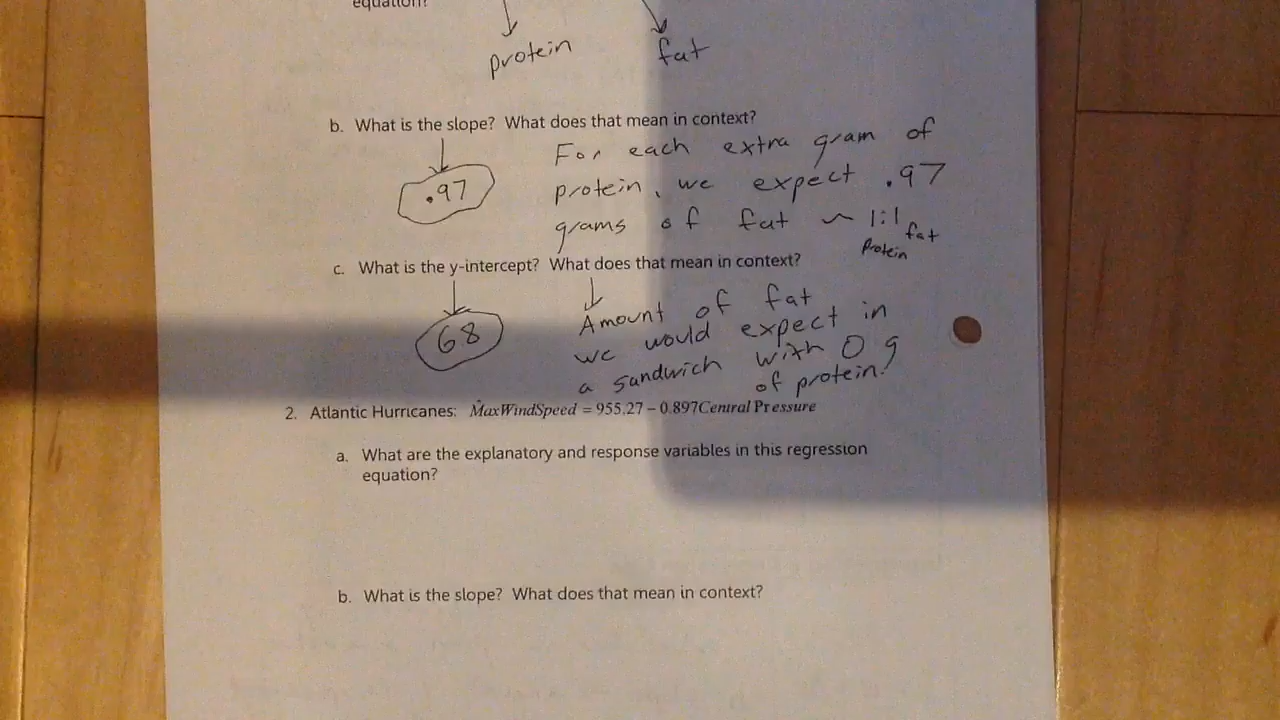 equation?
protein
fat
b. What is the slope? What does that mean in context?
.97
For each extra gram of
protein, we expect .97
grams of fat ~ 1:1
fat
Protein
c. What is the y-intercept? What does that mean in context?
68
Amount of fat
we would expect in
a sandwich with 0 g
of protein!
2. Atlantic Hurricanes: M̂axWindSpeed = 955.27 – 0.897Central Pressure
a. What are the explanatory and response variables in this regression
equation?
b. What is the slope? What does that mean in context?